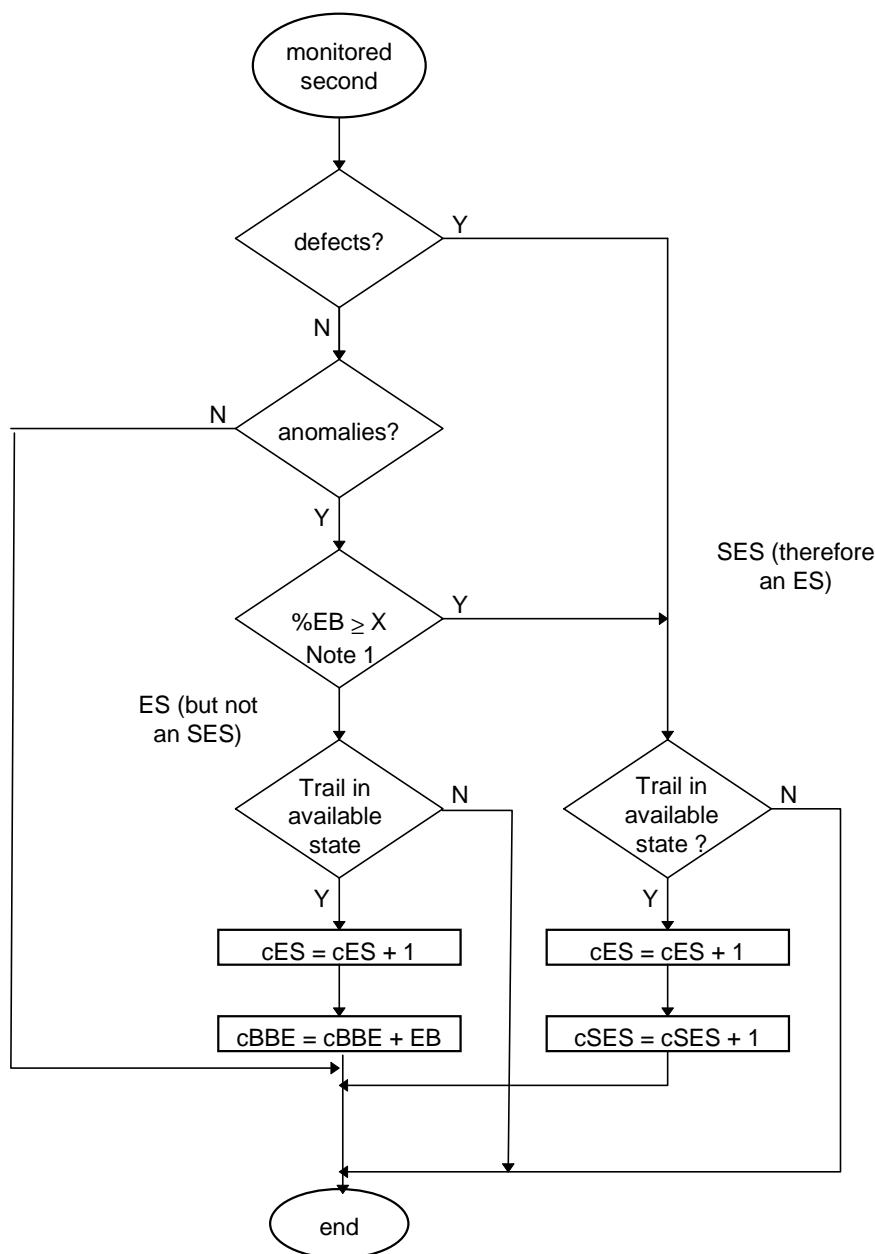 monitored
second
defects?
Y
N
anomalies?
N
Y
%EB ≥ X
Note 1
Y
SES (therefore
an ES)
ES (but not
an SES)
Trail in
available
state
N
Y
Trail in
available
state ?
N
Y
cES = cES + 1
cES = cES + 1
cBBE = cBBE + EB
cSES = cSES + 1
end